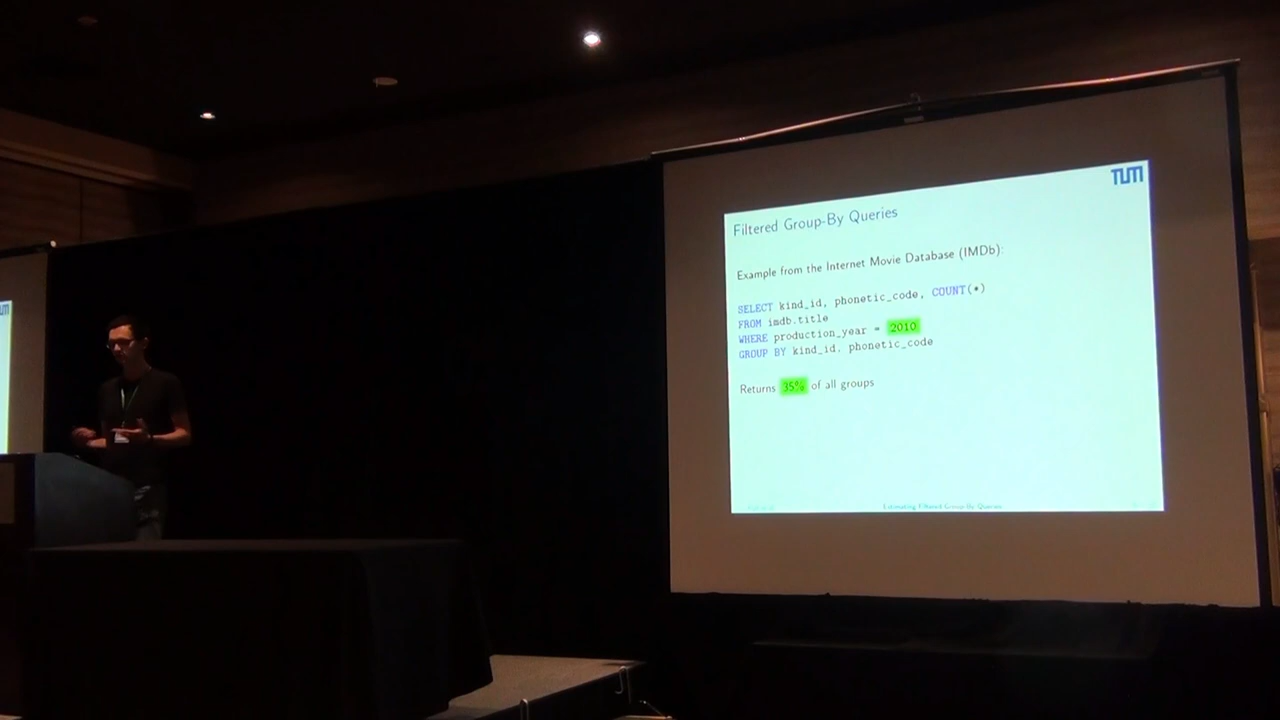 TUM
Filtered Group-By Queries
Example from the Internet Movie Database (IMDb):
SELECT kind_id, phonetic_code, COUNT(*)
FROM imdb.title
WHERE production_year = 2010
GROUP BY kind_id, phonetic_code
Returns 35% of all groups
Estimating Filtered Group-By Queries